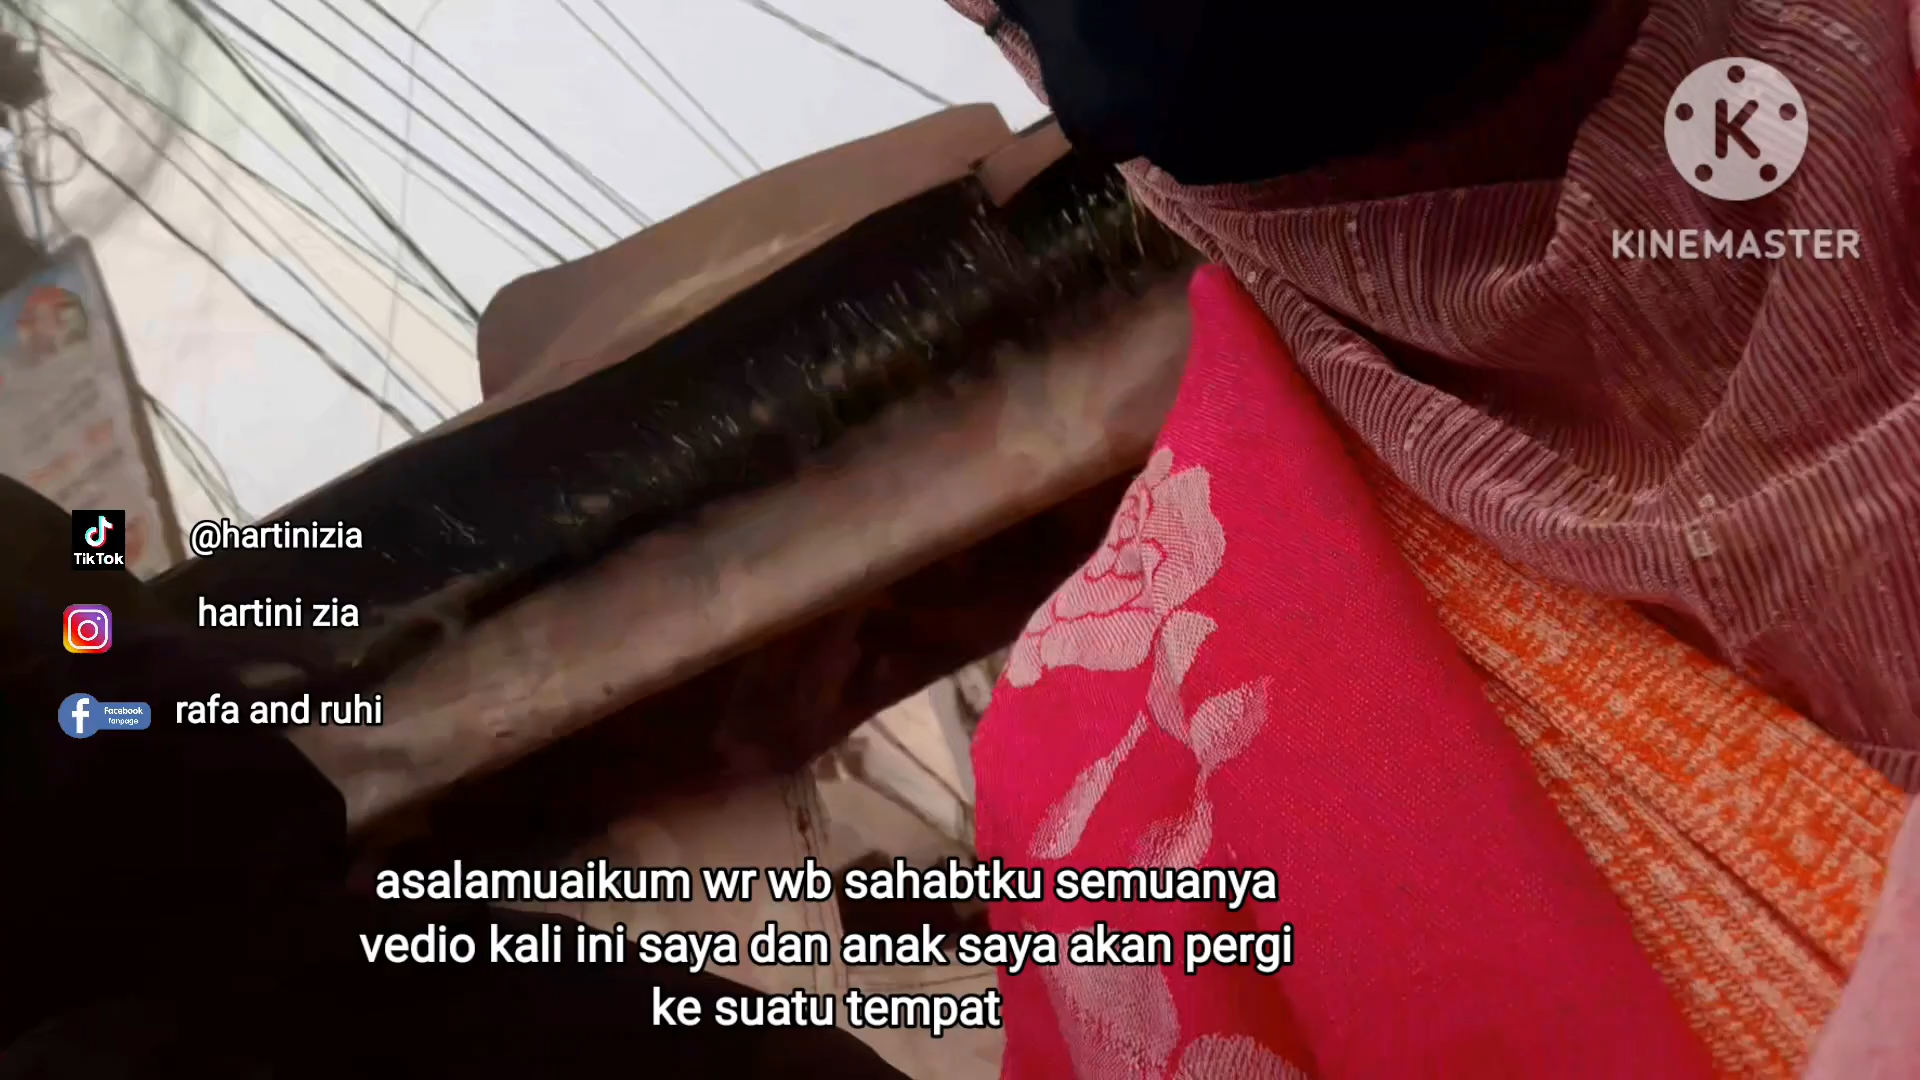 K
KINEMASTER
TikTok
@hartinizia
hartini zia
Facebook
fanpage
rafa and ruhi
asalamuaikum wr wb sahabtku semuanya
vedio kali ini saya dan anak saya akan pergi
ke suatu tempat